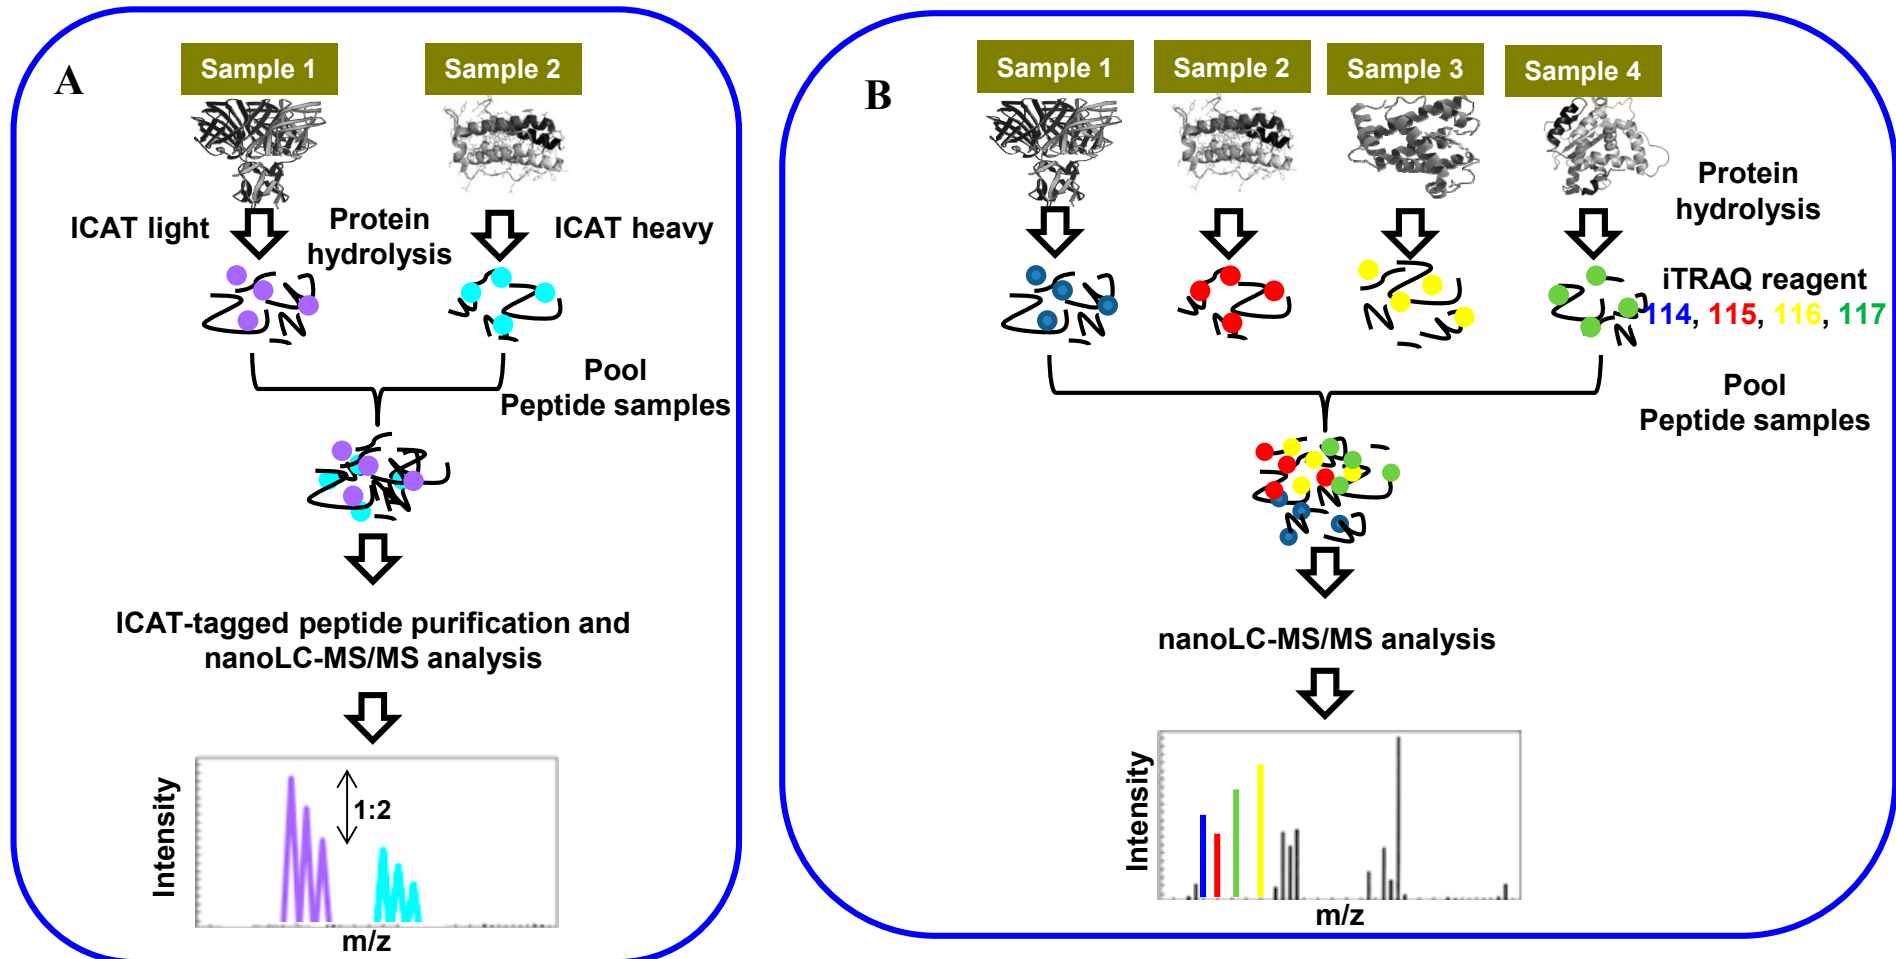 A
Sample 1
Sample 2
ICAT light
Protein
hydrolysis
ICAT heavy
Pool
Peptide samples
ICAT-tagged peptide purification and
nanoLC-MS/MS analysis
Intensity
1:2
m/z
B
Sample 1
Sample 2
Sample 3
Sample 4
Protein
hydrolysis
iTRAQ reagent
114, 115, 116, 117
Pool
Peptide samples
nanoLC-MS/MS analysis
Intensity
m/z